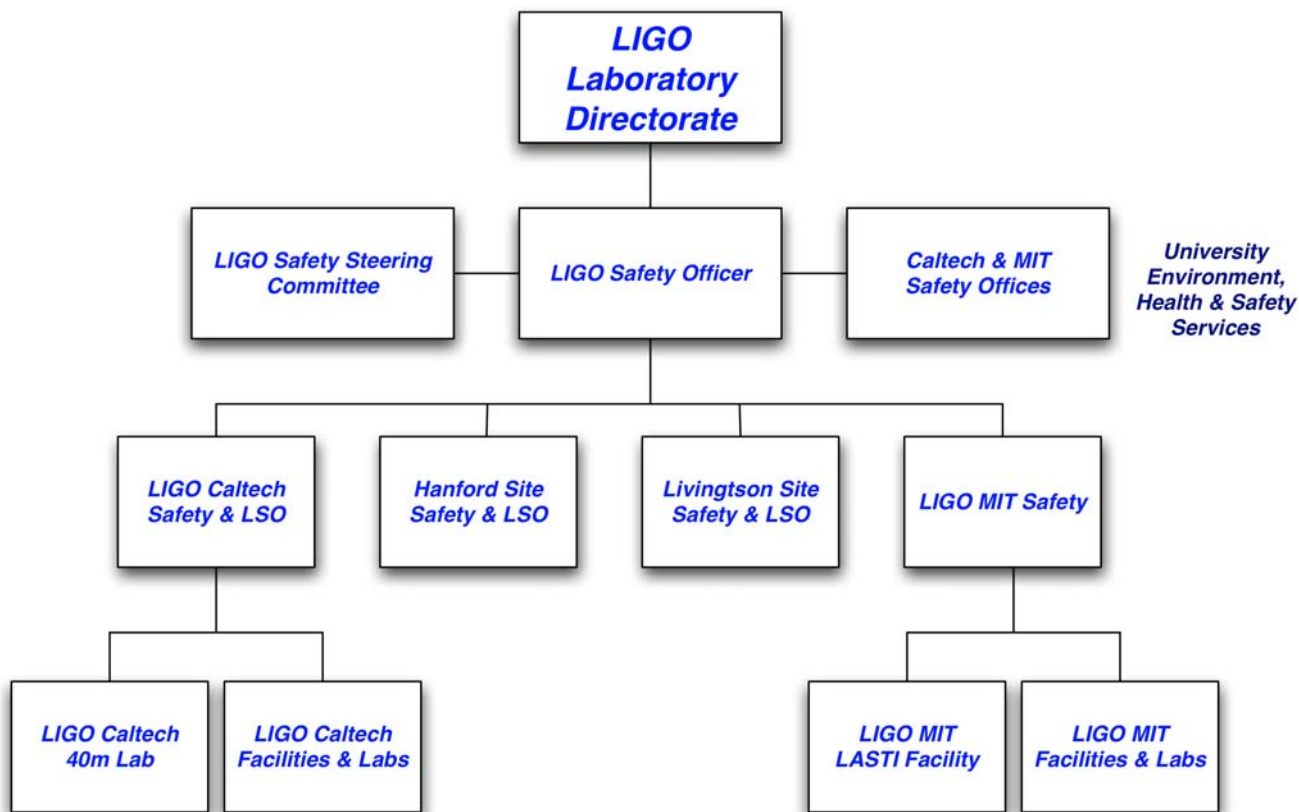 LIGO
Laboratory
Directorate
LIGO Safety Steering
Committee
LIGO Safety Officer
Caltech & MIT
Safety Offices
University
Environment,
Health & Safety
Services
LIGO Caltech
Safety & LSO
Hanford Site
Safety & LSO
Livingtson Site
Safety & LSO
LIGO MIT Safety
LIGO Caltech
40m Lab
LIGO Caltech
Facilities & Labs
LIGO MIT
LASTI Facility
LIGO MIT
Facilities & Labs